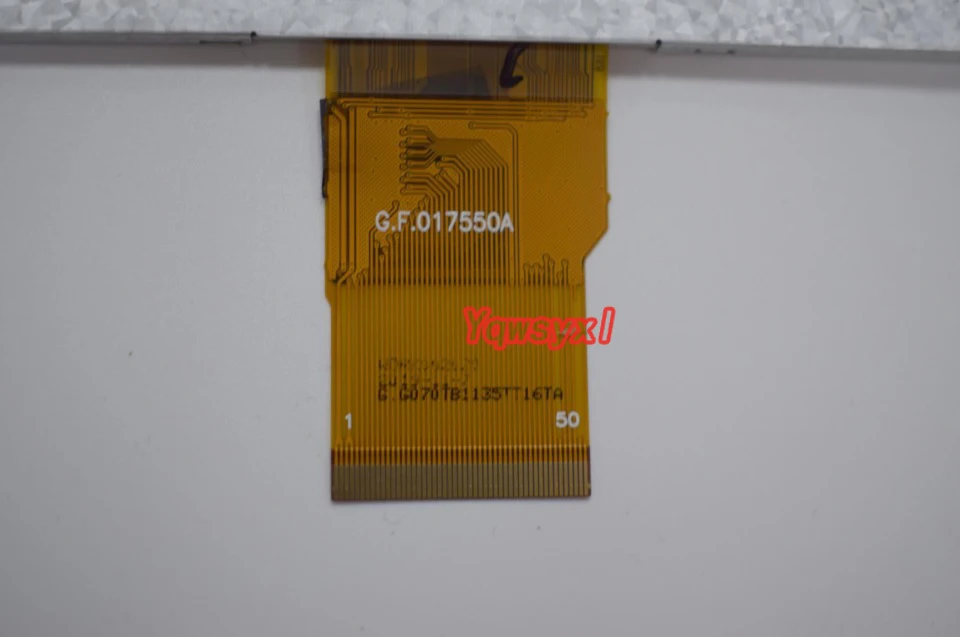 G.F.017550A
Yqwsyxl
G.G070TB1135TT16TA
1 50